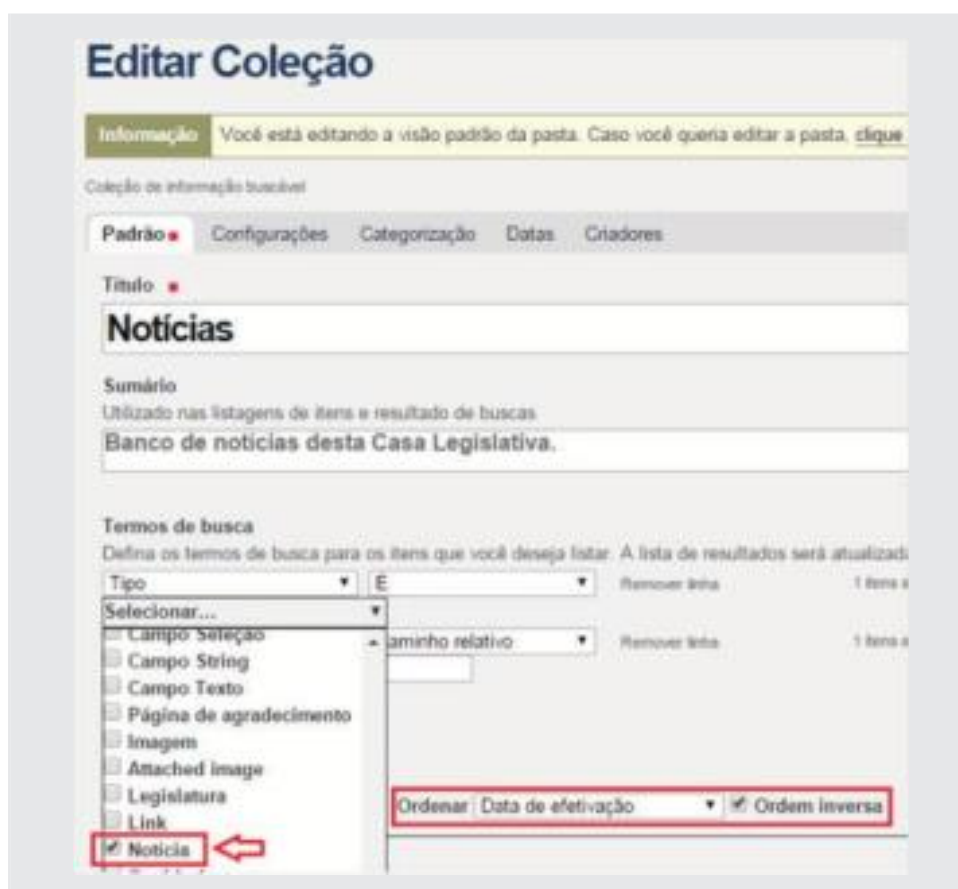 Editar Coleção
Informação Você está editando a visão padrão da pasta. Caso você queria editar a pasta, clique
Coleção de informação buscável
Padrão Configurações Categorização Datas Criadores
Título
Notícias
Sumário
Utilizado nas listagens de itens e resultado de buscas
Banco de notícias desta Casa Legislativa.
Termos de busca
Defina os termos de busca para os itens que você deseja listar. A lista de resultados será atualizada
Tipo É Remover linha 1 itens
Selecionar...
Campo Seleção
aminho relativo Remover linha 1 itens
Campo String
Campo Texto
Página de agradecimento
Imagem
Attached image
Legislatura
Ordenar Data de efetivação Ordem inversa
Link
Notícia